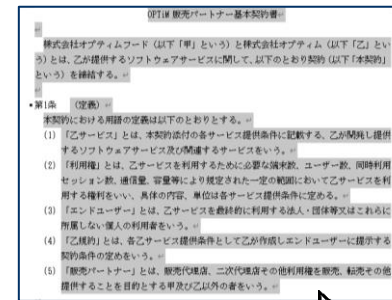 OPTiM 販売パートナー基本契約書
株式会社オプティムフード（以下「甲」という）と株式会社オプティム（以下「乙」とい
う）とは、乙が提供するソフトウェアサービスに関して、以下のとおり契約（以下「本契約」
という）を締結する。
第1条　（定義）
本契約における用語の定義は以下のとおりとする。
(1) 「乙サービス」とは、本契約添付の各サービス提供条件に記載する、乙が開発し提供
するソフトウェアサービス及び関連するサービスをいう。
(2) 「利用権」とは、乙サービスを利用するために必要な端末数、ユーザー数、同時利用
セッション数、通信量、容量等により規定された一定の範囲において乙サービスを利
用する権利をいい、具体の内容、単位は各サービス提供条件に定める。
(3) 「エンドユーザー」とは、乙サービスを最終的に利用する法人・団体等又はこれらに
所属しない個人の利用者をいう。
(4) 「乙規約」とは、各乙サービス提供条件として乙が作成しエンドユーザーに提示する
契約条件の定めをいう。
(5) 「販売パートナー」とは、販売代理店、二次代理店その他利用権を販売、転売その他
提供することを目的とする甲及び乙以外の者をいう。